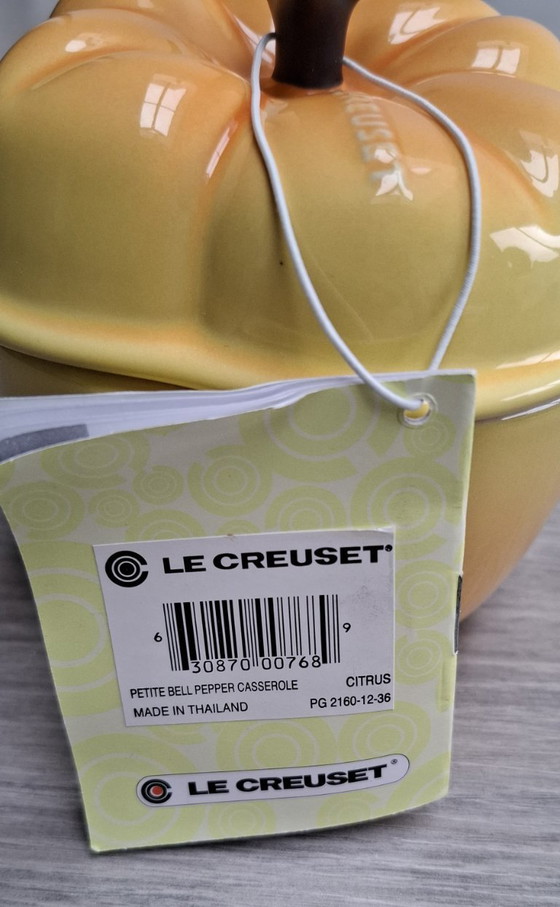 CREUSET
LE CREUSET®
6 30870 00768 9
PETITE BELL PEPPER CASSEROLE CITRUS
MADE IN THAILAND PG 2160-12-36
LE CREUSET®